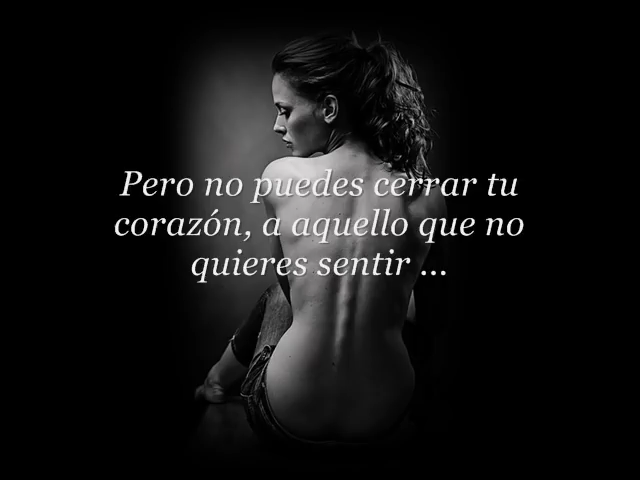 Pero no puedes cerrar tu
corazón, a aquello que no
quieres sentir ...